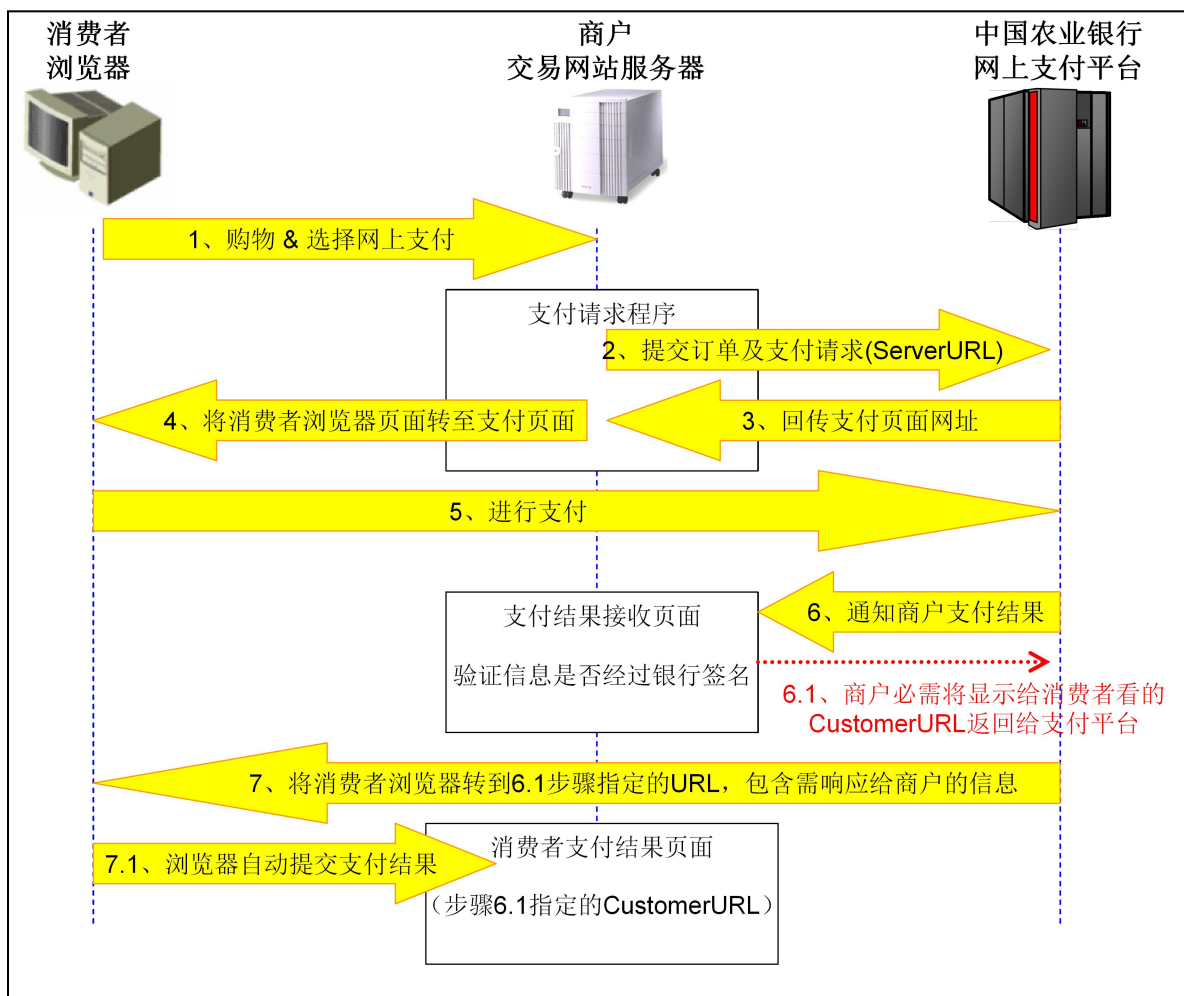 消费者
浏览器
商户
交易网站服务器
中国农业银行
网上支付平台
1、购物 & 选择网上支付
支付请求程序
2、提交订单及支付请求(ServerURL)
4、将消费者浏览器页面转至支付页面
3、回传支付页面网址
5、进行支付
支付结果接收页面
6、通知商户支付结果
验证信息是否经过银行签名
6.1、商户必需将显示给消费者看的
CustomerURL返回给支付平台
7、将消费者浏览器转到6.1步骤指定的URL，包含需响应给商户的信息
消费者支付结果页面
7.1、浏览器自动提交支付结果
（步骤6.1指定的CustomerURL）